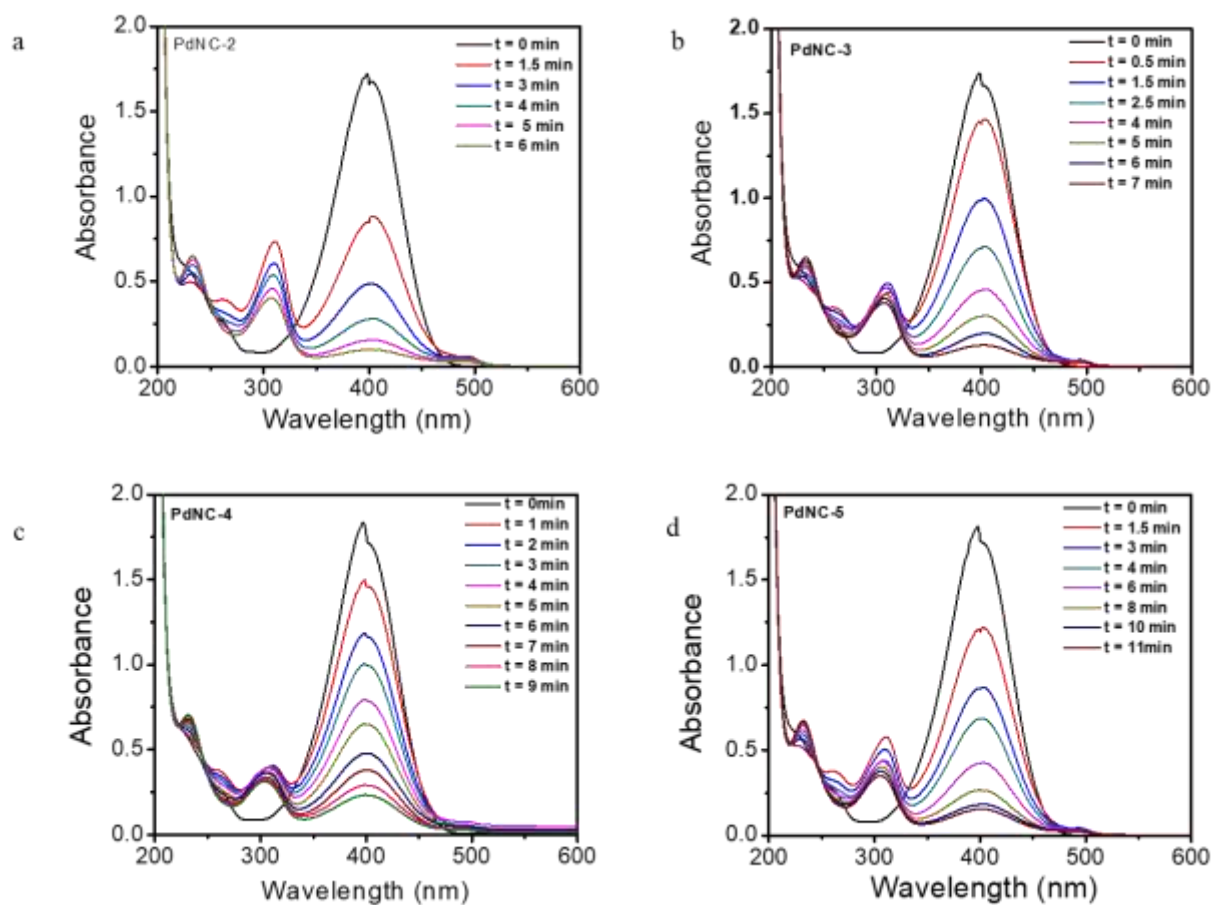 a
PdNC-2
t = 0 min
t = 1.5 min
t = 3 min
t = 4 min
t = 5 min
t = 6 min
2.0
1.5
1.0
0.5
0.0
Absorbance
200 300 400 500 600
Wavelength (nm)
b
PdNC-3
t = 0 min
t = 0.5 min
t = 1.5 min
t = 2.5 min
t = 4 min
t = 5 min
t = 6 min
t = 7 min
2.0
1.5
1.0
0.5
0.0
Absorbance
200 300 400 500 600
Wavelength (nm)
c
PdNC-4
t = 0min
t = 1 min
t = 2 min
t = 3 min
t = 4 min
t = 5 min
t = 6 min
t = 7 min
t = 8 min
t = 9 min
2.0
1.5
1.0
0.5
0.0
Absorbance
200 300 400 500 600
Wavelength (nm)
d
PdNC-5
t = 0 min
t = 1.5 min
t = 3 min
t = 4 min
t = 6 min
t = 8 min
t = 10 min
t = 11min
2.0
1.5
1.0
0.5
0.0
Absorbance
200 300 400 500 600
Wavelength (nm)